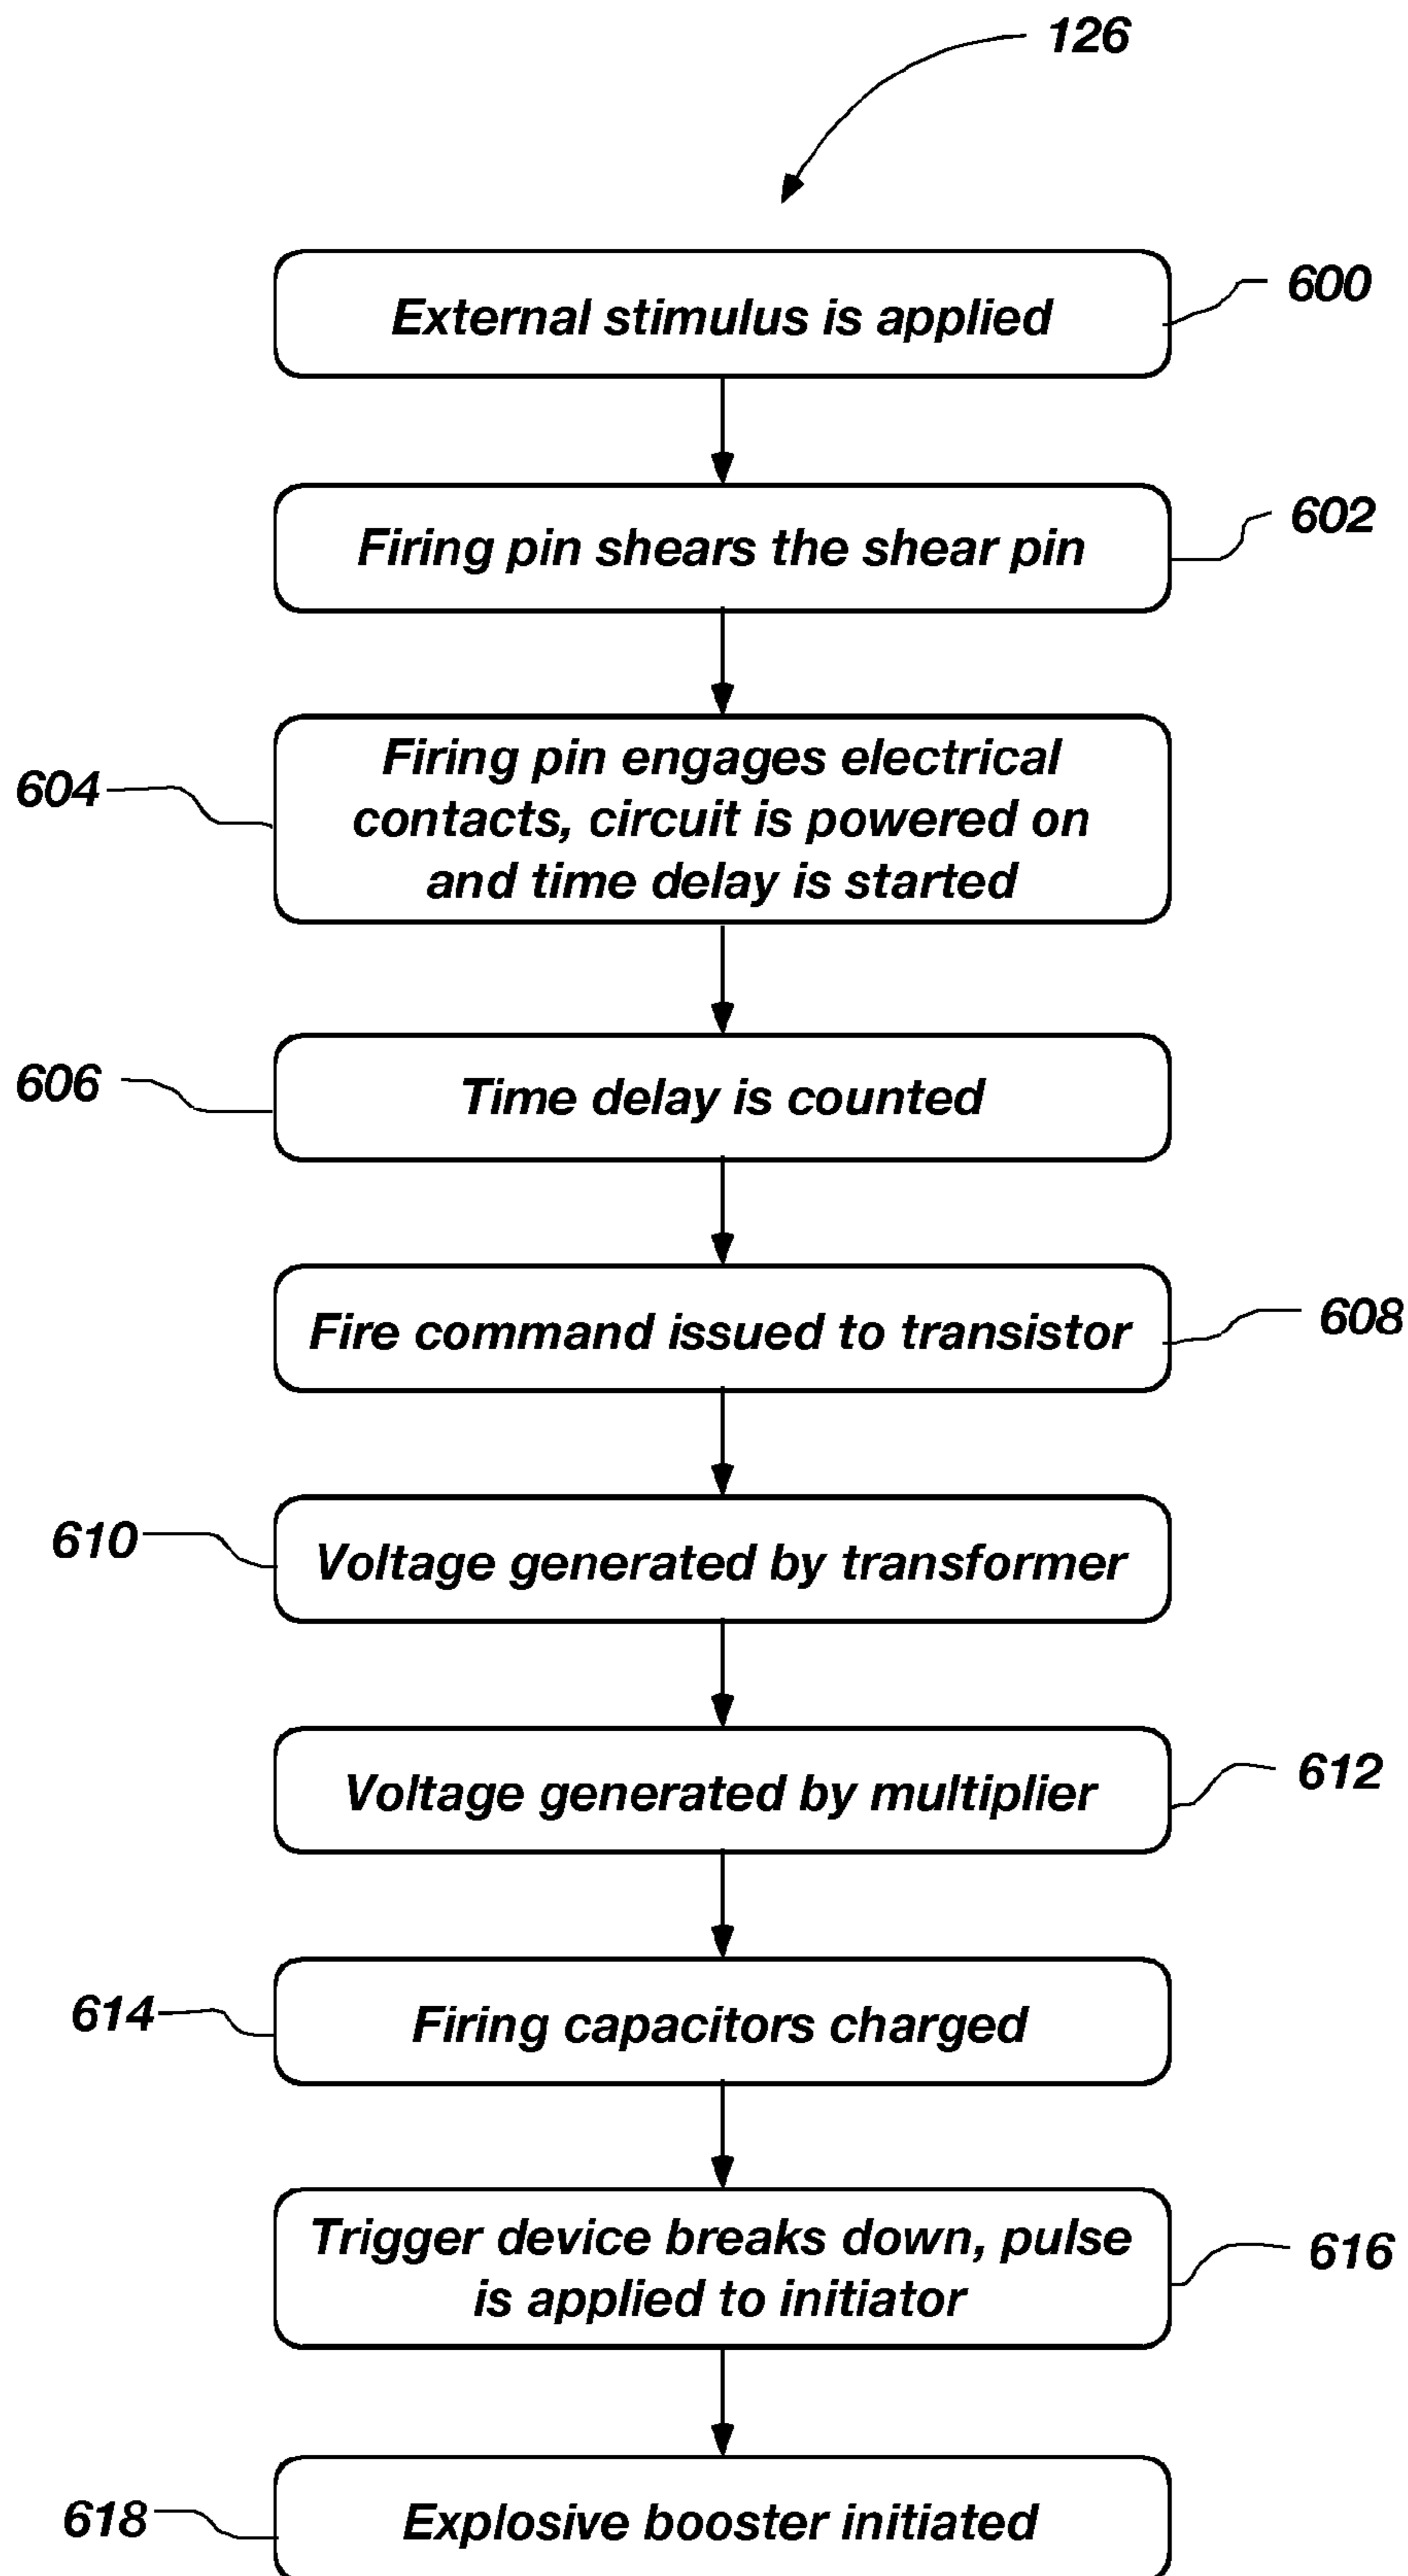 126
External stimulus is applied
600
Firing pin shears the shear pin
602
Firing pin engages electrical
contacts, circuit is powered on
and time delay is started
604
Time delay is counted
606
Fire command issued to transistor
608
Voltage generated by transformer
610
Voltage generated by multiplier
612
Firing capacitors charged
614
Trigger device breaks down, pulse
is applied to initiator
616
Explosive booster initiated
618